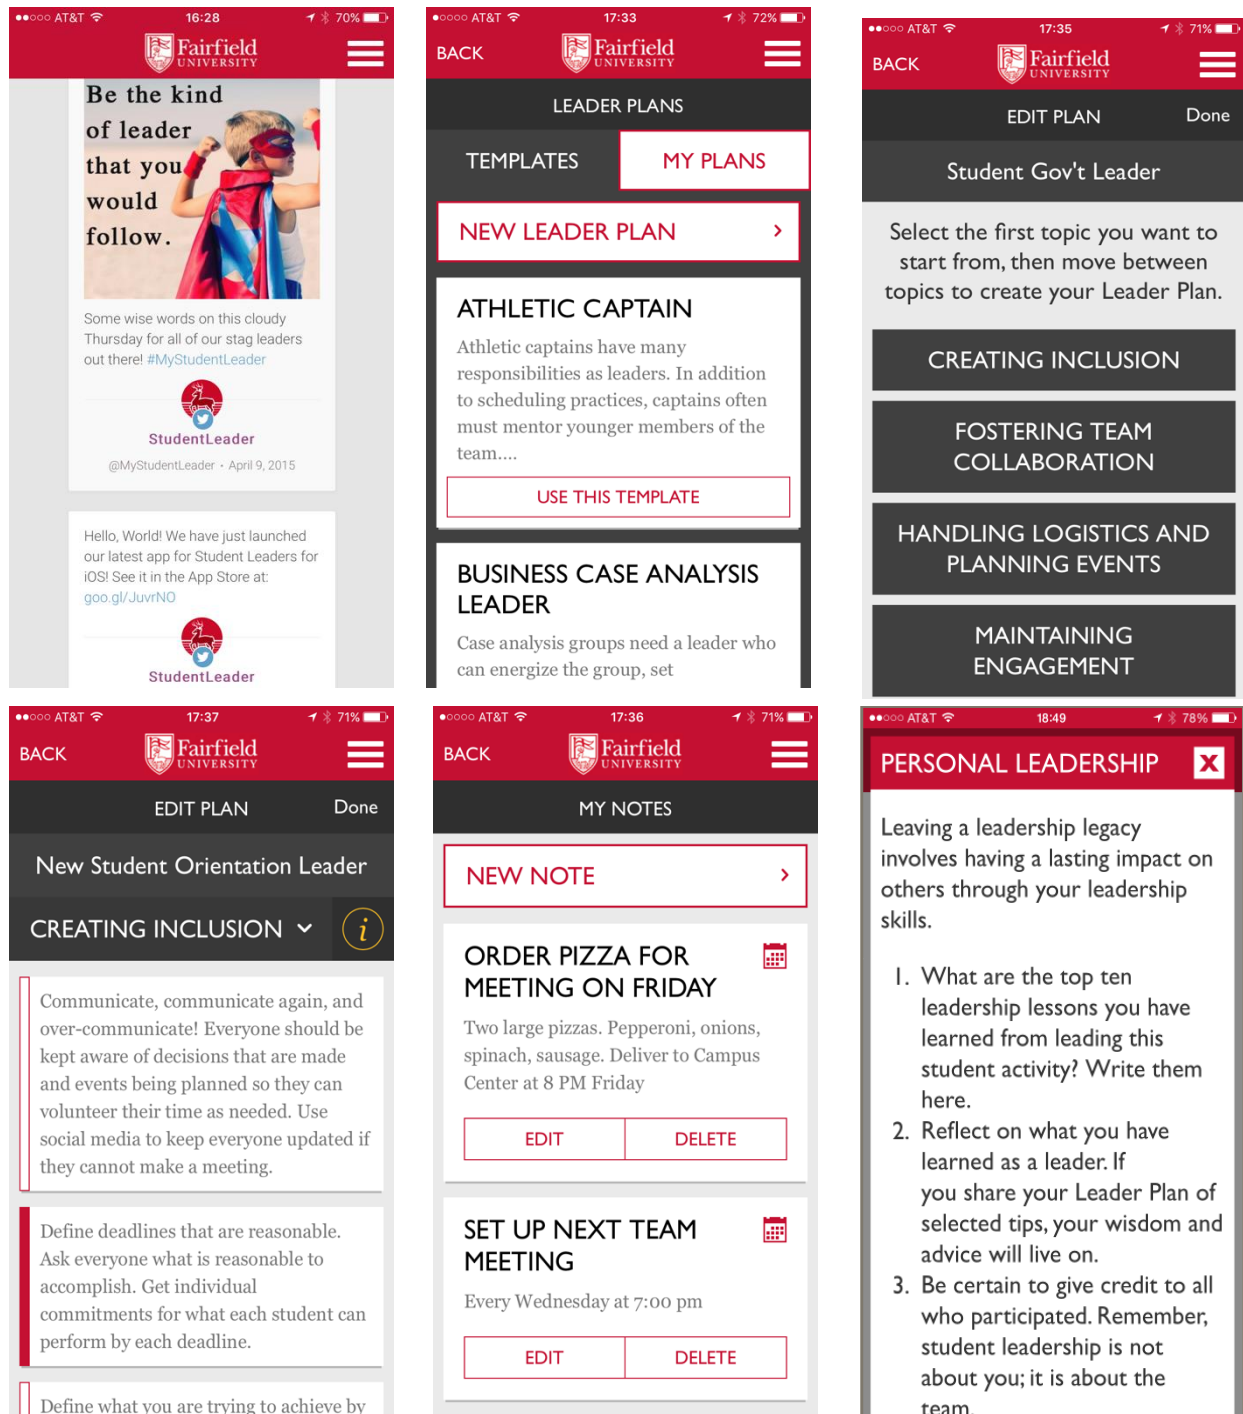 AT&T 16:28 70%
Fairfield
UNIVERSITY
Be the kind
of leader
that you
would
follow.
Some wise words on this cloudy
Thursday for all of our stag leaders
out there! #MyStudentLeader
StudentLeader
@MyStudentLeader • April 9, 2015
Hello, World! We have just launched
our latest app for Student Leaders for
iOS! See it in the App Store at:
goo.gl/JuvrNO
StudentLeader
AT&T 17:33 72%
BACK
Fairfield
UNIVERSITY
LEADER PLANS
TEMPLATES MY PLANS
NEW LEADER PLAN
ATHLETIC CAPTAIN
Athletic captains have many
responsibilities as leaders. In addition
to scheduling practices, captains often
must mentor younger members of the
team....
USE THIS TEMPLATE
BUSINESS CASE ANALYSIS
LEADER
Case analysis groups need a leader who
can energize the group, set
AT&T 17:35 71%
BACK
Fairfield
UNIVERSITY
EDIT PLAN Done
Student Gov't Leader
Select the first topic you want to
start from, then move between
topics to create your Leader Plan.
CREATING INCLUSION
FOSTERING TEAM
COLLABORATION
HANDLING LOGISTICS AND
PLANNING EVENTS
MAINTAINING
ENGAGEMENT
AT&T 17:37 71%
BACK
Fairfield
UNIVERSITY
EDIT PLAN Done
New Student Orientation Leader
CREATING INCLUSION i
Communicate, communicate again, and
over-communicate! Everyone should be
kept aware of decisions that are made
and events being planned so they can
volunteer their time as needed. Use
social media to keep everyone updated if
they cannot make a meeting.
Define deadlines that are reasonable.
Ask everyone what is reasonable to
accomplish. Get individual
commitments for what each student can
perform by each deadline.
Define what you are trying to achieve by
AT&T 17:36 71%
BACK
Fairfield
UNIVERSITY
MY NOTES
NEW NOTE
ORDER PIZZA FOR
MEETING ON FRIDAY
Two large pizzas. Pepperoni, onions,
spinach, sausage. Deliver to Campus
Center at 8 PM Friday
EDIT DELETE
SET UP NEXT TEAM
MEETING
Every Wednesday at 7:00 pm
EDIT DELETE
AT&T 18:49 78%
PERSONAL LEADERSHIP X
Leaving a leadership legacy
involves having a lasting impact on
others through your leadership
skills.
1. What are the top ten
leadership lessons you have
learned from leading this
student activity? Write them
here.
2. Reflect on what you have
learned as a leader. If
you share your Leader Plan of
selected tips, your wisdom and
advice will live on.
3. Be certain to give credit to all
who participated. Remember,
student leadership is not
about you; it is about the
team.